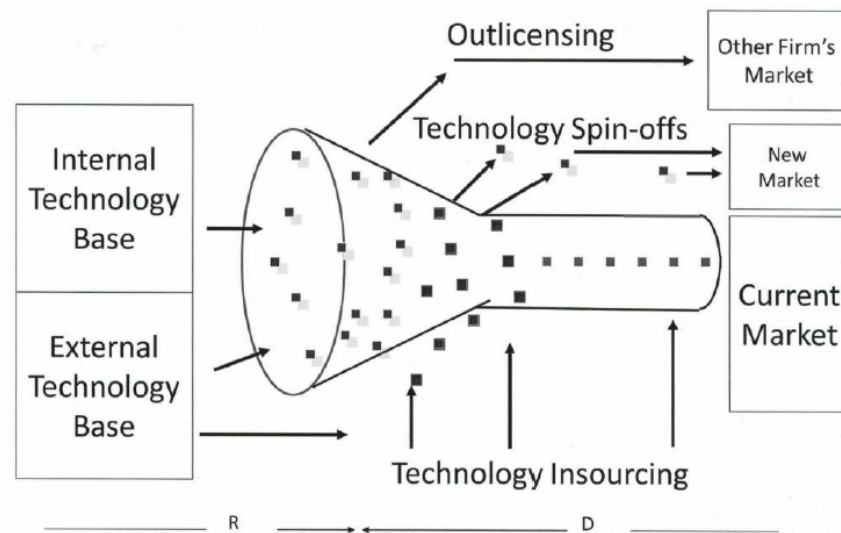 Outlicensing
Other Firm's
Market
Technology Spin-offs
New
Market
Internal
Technology
Base
External
Technology
Base
Current
Market
Technology Insourcing
R
D